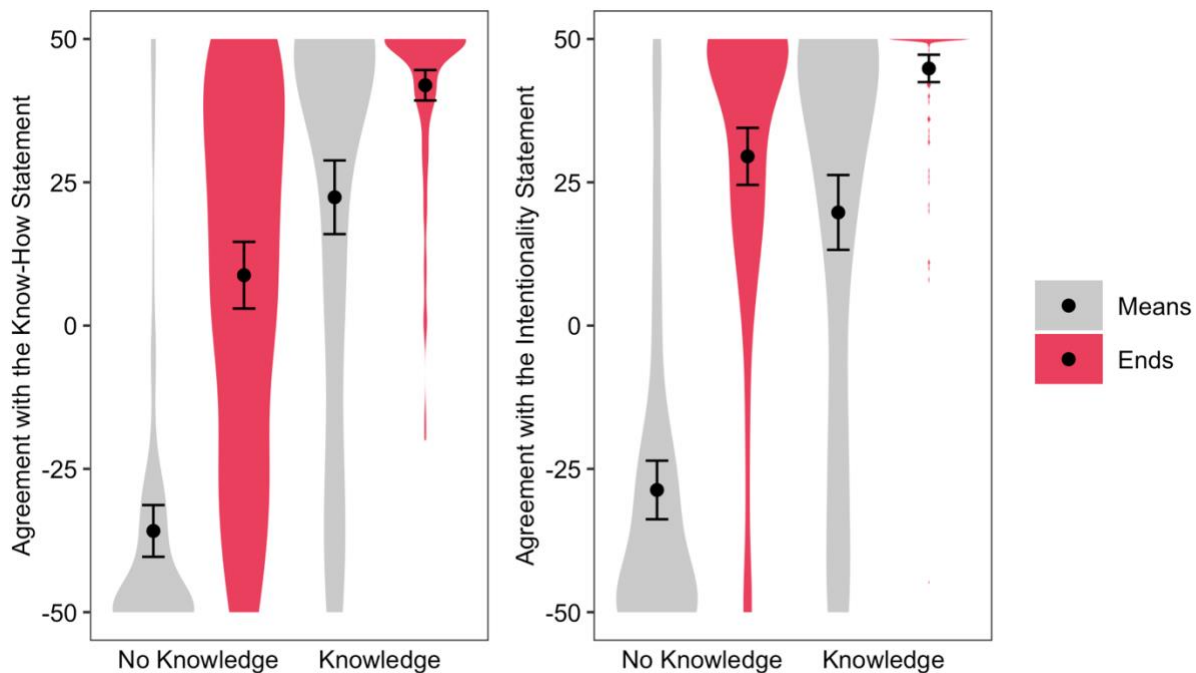 Agreement with the Know-How Statement
50
25
0
-25
-50
No Knowledge
Knowledge
Agreement with the Intentionality Statement
50
25
0
-25
-50
No Knowledge
Knowledge
Means
Ends